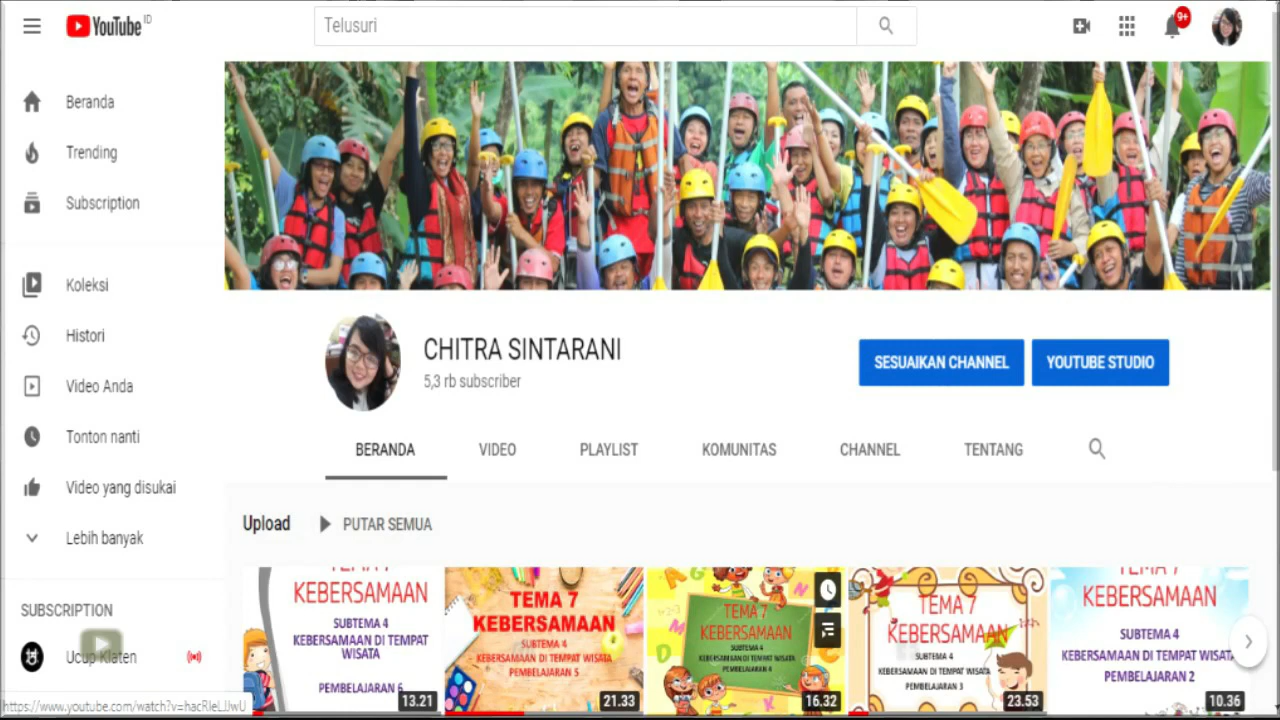 YouTube ID
Telusuri
9+
Beranda
Trending
Subscription
Koleksi
Histori
Video Anda
Tonton nanti
Video yang disukai
Lebih banyak
SUBSCRIPTION
Ucup Klaten
CHITRA SINTARANI
5,3 rb subscriber
SESUAIKAN CHANNEL
YOUTUBE STUDIO
BERANDA
VIDEO
PLAYLIST
KOMUNITAS
CHANNEL
TENTANG
Upload
PUTAR SEMUA
TEMA 7
KEBERSAMAAN
SUBTEMA 4
KEBERSAMAAN DI TEMPAT
WISATA
PEMBELAJARAN 6
13.21
TEMA 7
KEBERSAMAAN
SUBTEMA 4
KEBERSAMAAN DI TEMPAT WISATA
PEMBELAJARAN 5
21.33
TEMA 7
KEBERSAMAAN
SUBTEMA 4
KEBERSAMAAN DI TEMPAT WISATA
PEMBELAJARAN 4
16.32
TEMA 7
KEBERSAMAAN
SUBTEMA 4
KEBERSAMAAN DI TEMPAT WISATA
PEMBELAJARAN 3
23.53
TEMA 7
KEBERSAMAAN
SUBTEMA 4
KEBERSAMAAN DI TEMPAT WISATA
PEMBELAJARAN 2
10.36